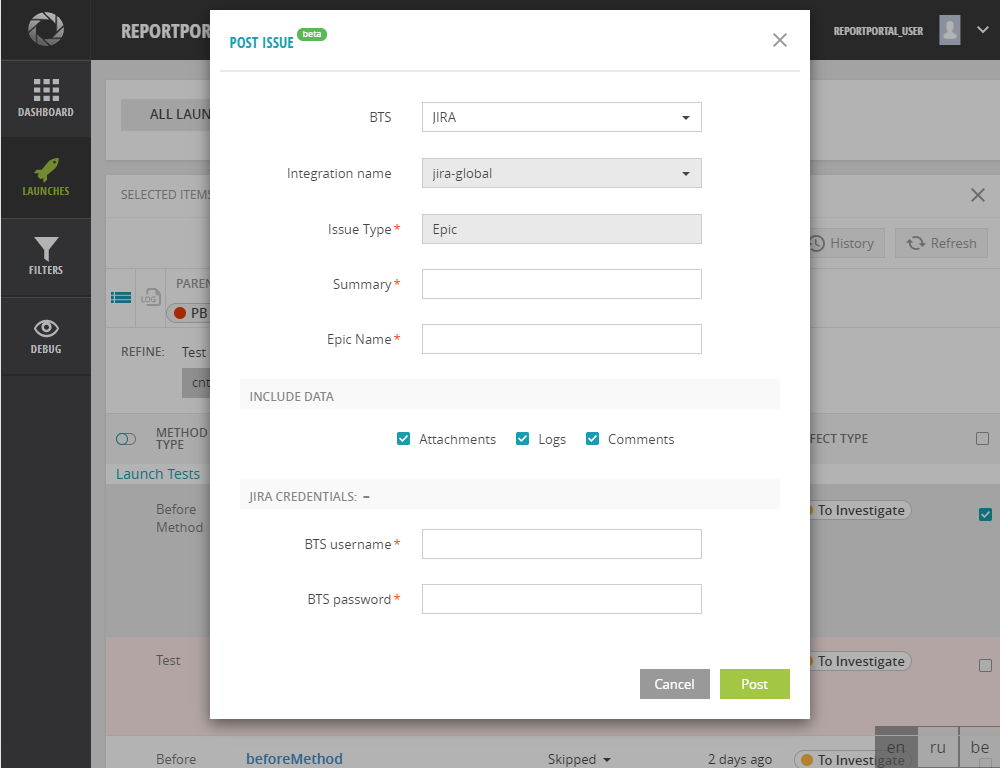 REPORTPOR
REPORTPORTAL_USER
DASHBOARD
LAUNCHES
FILTERS
DEBUG
ALL LAUN
SELECTED ITEMS
History
Refresh
LOG
PAREN
PB
REFINE: Test
cnt
METHOD
TYPE
FECT TYPE
Launch Tests
Before
Method
To Investigate
Test
To Investigate
Before
beforeMethod
Skipped
2 days ago
To Investigate
en
ru
be
POST ISSUE beta
BTS
JIRA
Integration name
jira-global
Issue Type*
Epic
Summary*
Epic Name*
INCLUDE DATA
Attachments
Logs
Comments
JIRA CREDENTIALS: –
BTS username*
BTS password*
Cancel
Post